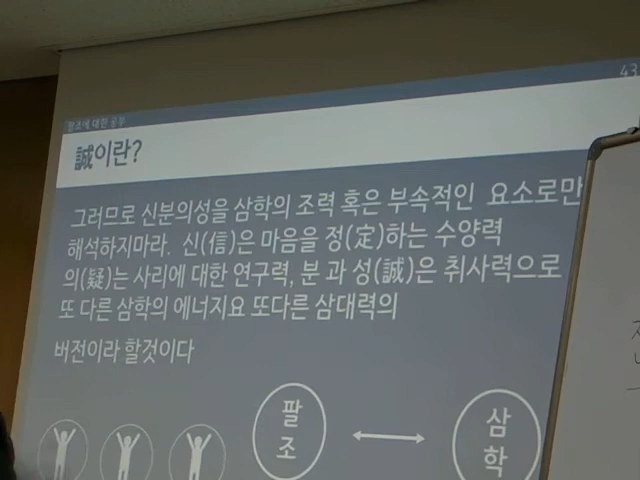 43
팔조에 대한 공부
誠이란?
그러므로 신분의성을 삼학의 조력 혹은 부속적인 요소로만
해석하지마라. 신(信)은 마음을 정(定)하는 수양력
의(疑)는 사리에 대한 연구력, 분 과 성(誠)은 취사력으로
또 다른 삼학의 에너지요 또다른 삼대력의
버전이라 할것이다
팔
조
삼
학